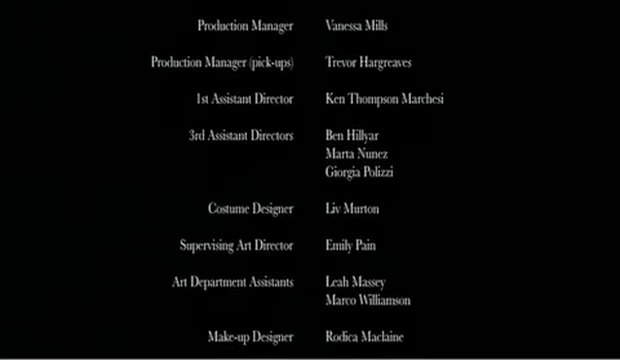 Production Manager Vanessa Mills
Production Manager (pick-ups) Trevor Hargreaves
1st Assistant Director Ken Thompson Marchesi
3rd Assistant Directors Ben Hillyar
Marta Nunez
Giorgia Polizzi
Costume Designer Liv Murton
Supervising Art Director Emily Pain
Art Department Assistants Leah Massey
Marco Williamson
Make-up Designer Rodica Maclaine